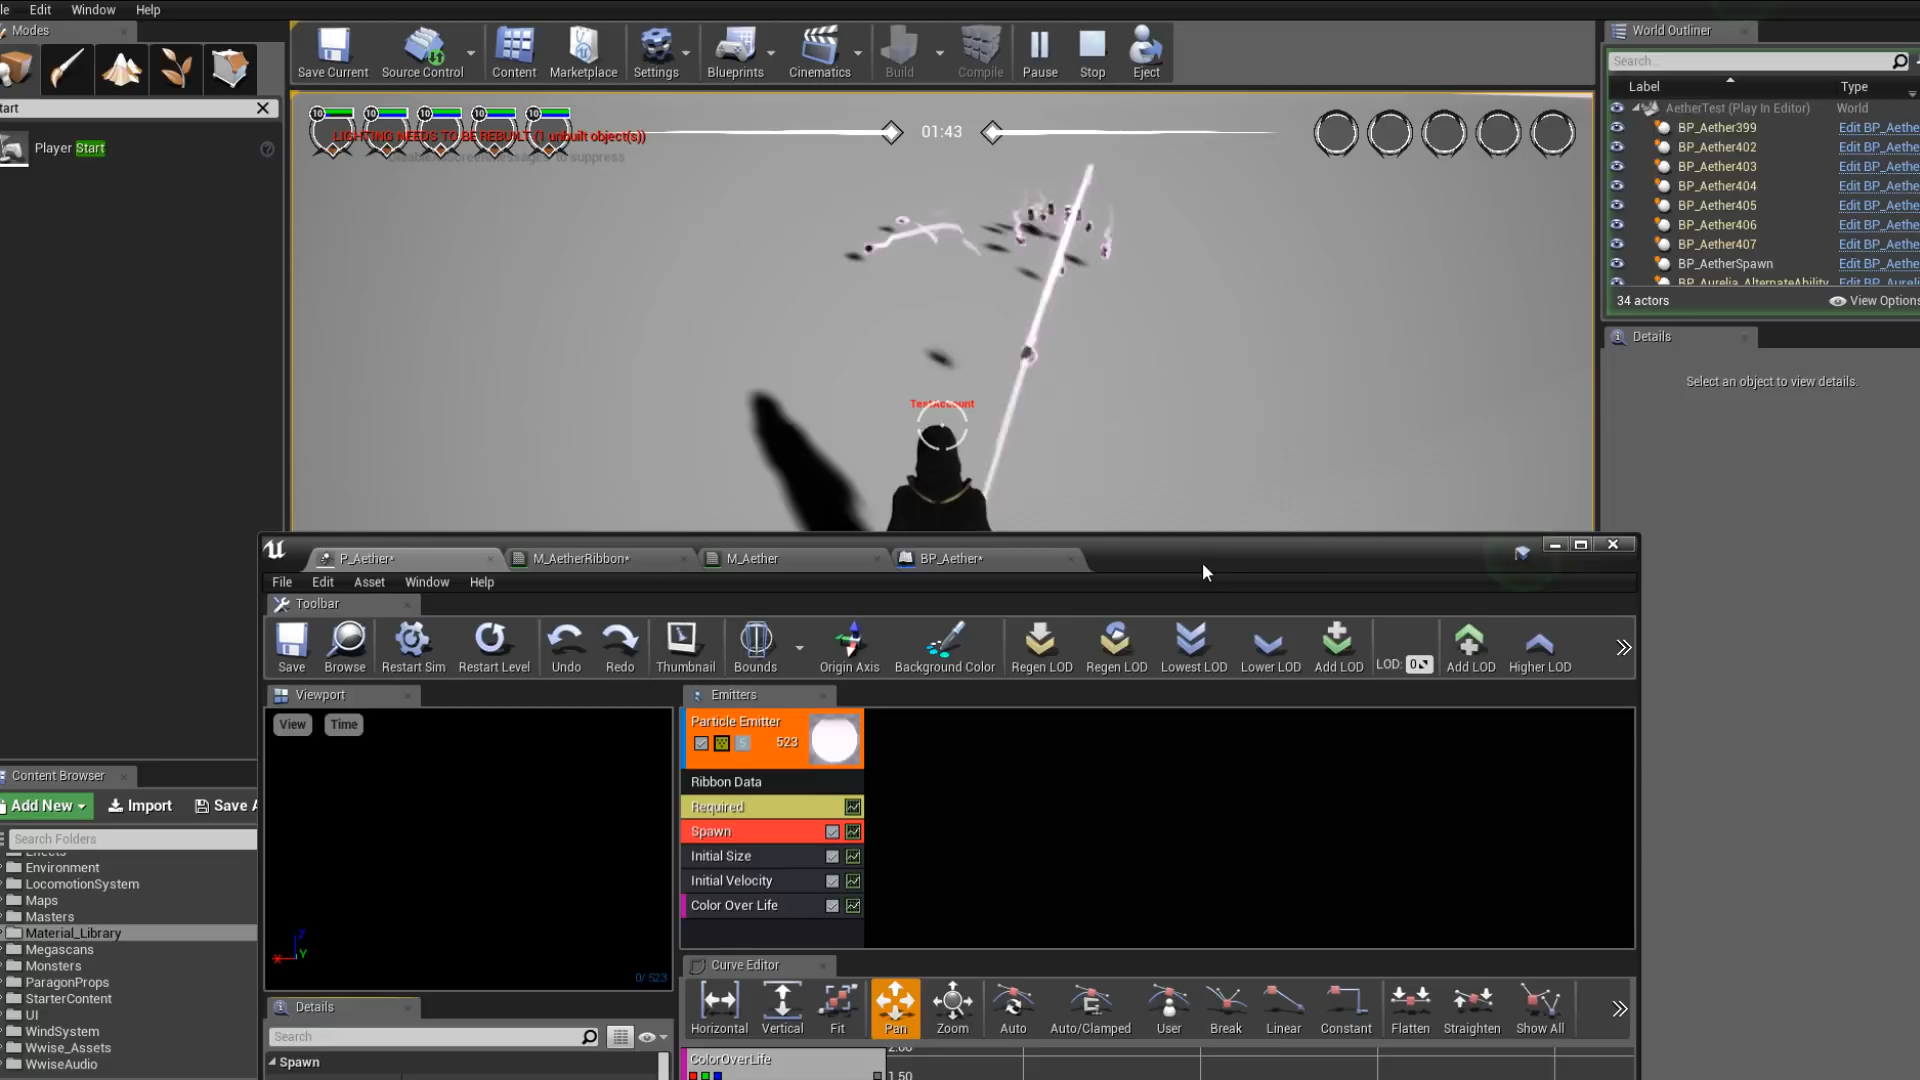 le Edit Window Help
Modes
tart
Player Start
Save Current
Source Control
Content
Marketplace
Settings
Blueprints
Cinematics
Build
Compile
Pause
Stop
Eject
10 10 10 10 10
LIGHTING NEEDS TO BE REBUILT (1 unbuilt object(s))
01:43
TestAccount
World Outliner
Search...
Label Type
AetherTest (Play In Editor) World
BP_Aether399 Edit BP_Aethe
BP_Aether402 Edit BP_Aethe
BP_Aether403 Edit BP_Aethe
BP_Aether404 Edit BP_Aethe
BP_Aether405 Edit BP_Aethe
BP_Aether406 Edit BP_Aethe
BP_Aether407 Edit BP_Aethe
BP_AetherSpawn Edit BP_Aethe
BP_Aurelia_AlternateAbility Edit BP_Aureli
34 actors View Options
Details
Select an object to view details.
P_Aether* M_AetherRibbon* M_Aether BP_Aether*
File Edit Asset Window Help
Toolbar
Save
Browse
Restart Sim
Restart Level
Undo
Redo
Thumbnail
Bounds
Origin Axis
Background Color
Regen LOD
Regen LOD
Lowest LOD
Lower LOD
Add LOD
LOD: 0
Add LOD
Higher LOD
Viewport
View Time
Z
X Y
0/ 523
Emitters
Particle Emitter
S 523
Ribbon Data
Required
Spawn
Initial Size
Initial Velocity
Color Over Life
Details
Search
Spawn
Curve Editor
Horizontal
Vertical
Fit
Pan
Zoom
Auto
Auto/Clamped
User
Break
Linear
Constant
Flatten
Straighten
Show All
ColorOverLife
2.00
1.50
Content Browser
Add New Import Save A
Search Folders
Effects
Environment
LocomotionSystem
Maps
Masters
Material_Library
Megascans
Monsters
ParagonProps
StarterContent
UI
WindSystem
Wwise_Assets
WwiseAudio